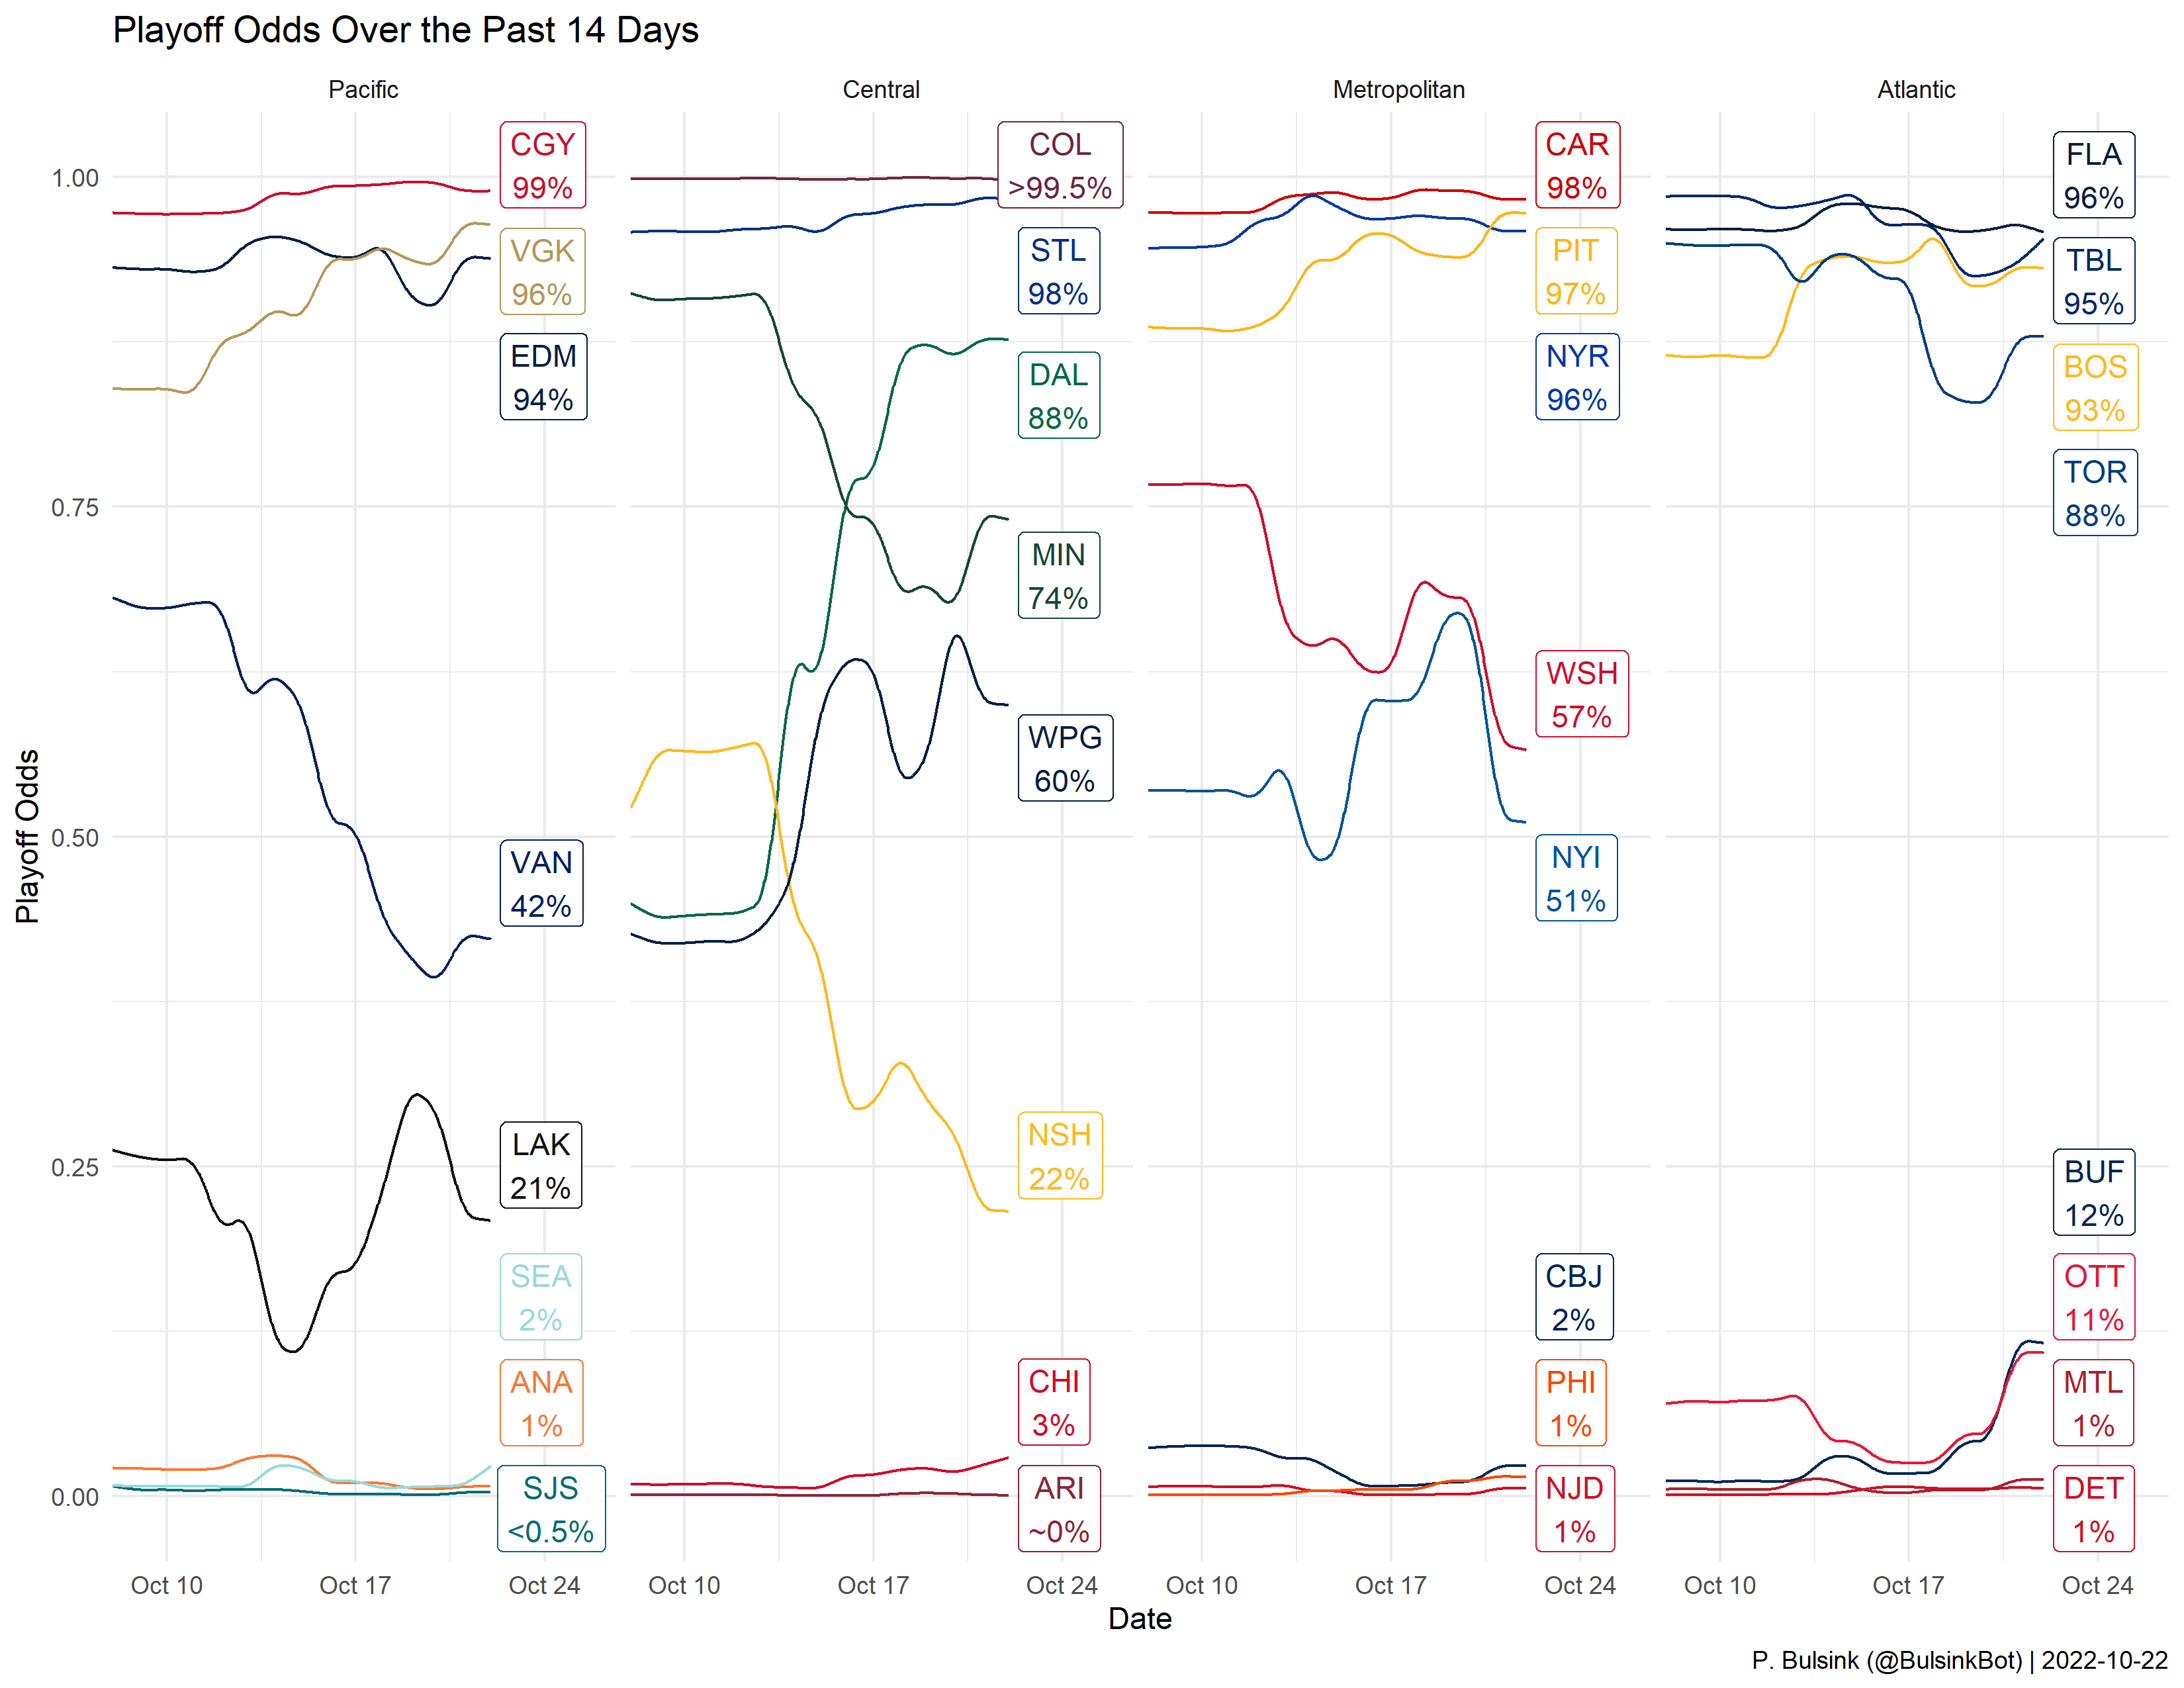 Playoff Odds Over the Past 14 Days
Pacific
Central
Metropolitan
Atlantic
Playoff Odds
1.00
0.75
0.50
0.25
0.00
CGY
99%
VGK
96%
EDM
94%
VAN
42%
LAK
21%
SEA
2%
ANA
1%
SJS
<0.5%
COL
>99.5%
STL
98%
DAL
88%
MIN
74%
WPG
60%
NSH
22%
CHI
3%
ARI
~0%
CAR
98%
PIT
97%
NYR
96%
WSH
57%
NYI
51%
CBJ
2%
PHI
1%
NJD
1%
FLA
96%
TBL
95%
BOS
93%
TOR
88%
BUF
12%
OTT
11%
MTL
1%
DET
1%
Oct 10
Oct 17
Oct 24
Oct 10
Oct 17
Oct 24
Oct 10
Oct 17
Oct 24
Oct 10
Oct 17
Oct 24
Date
P. Bulsink (@BulsinkBot) | 2022-10-22